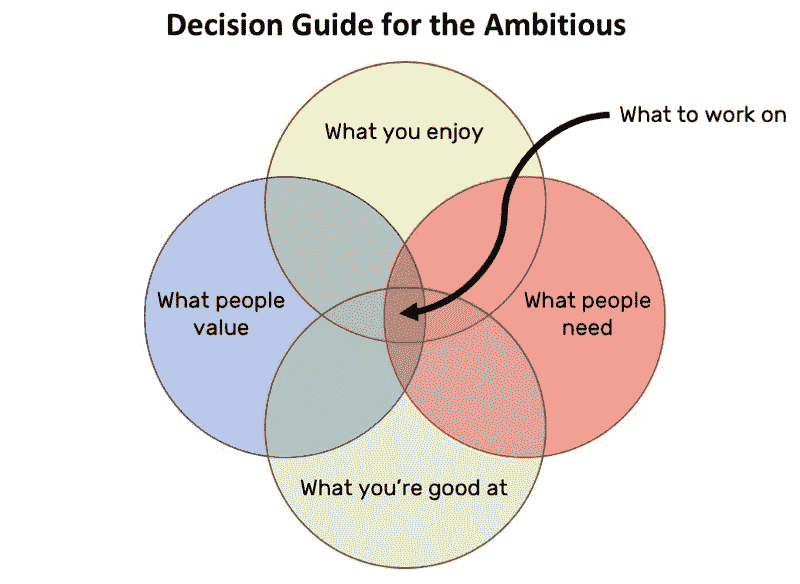 Decision Guide for the Ambitious
What to work on
What you enjoy
What people
value
What people
need
What you're good at